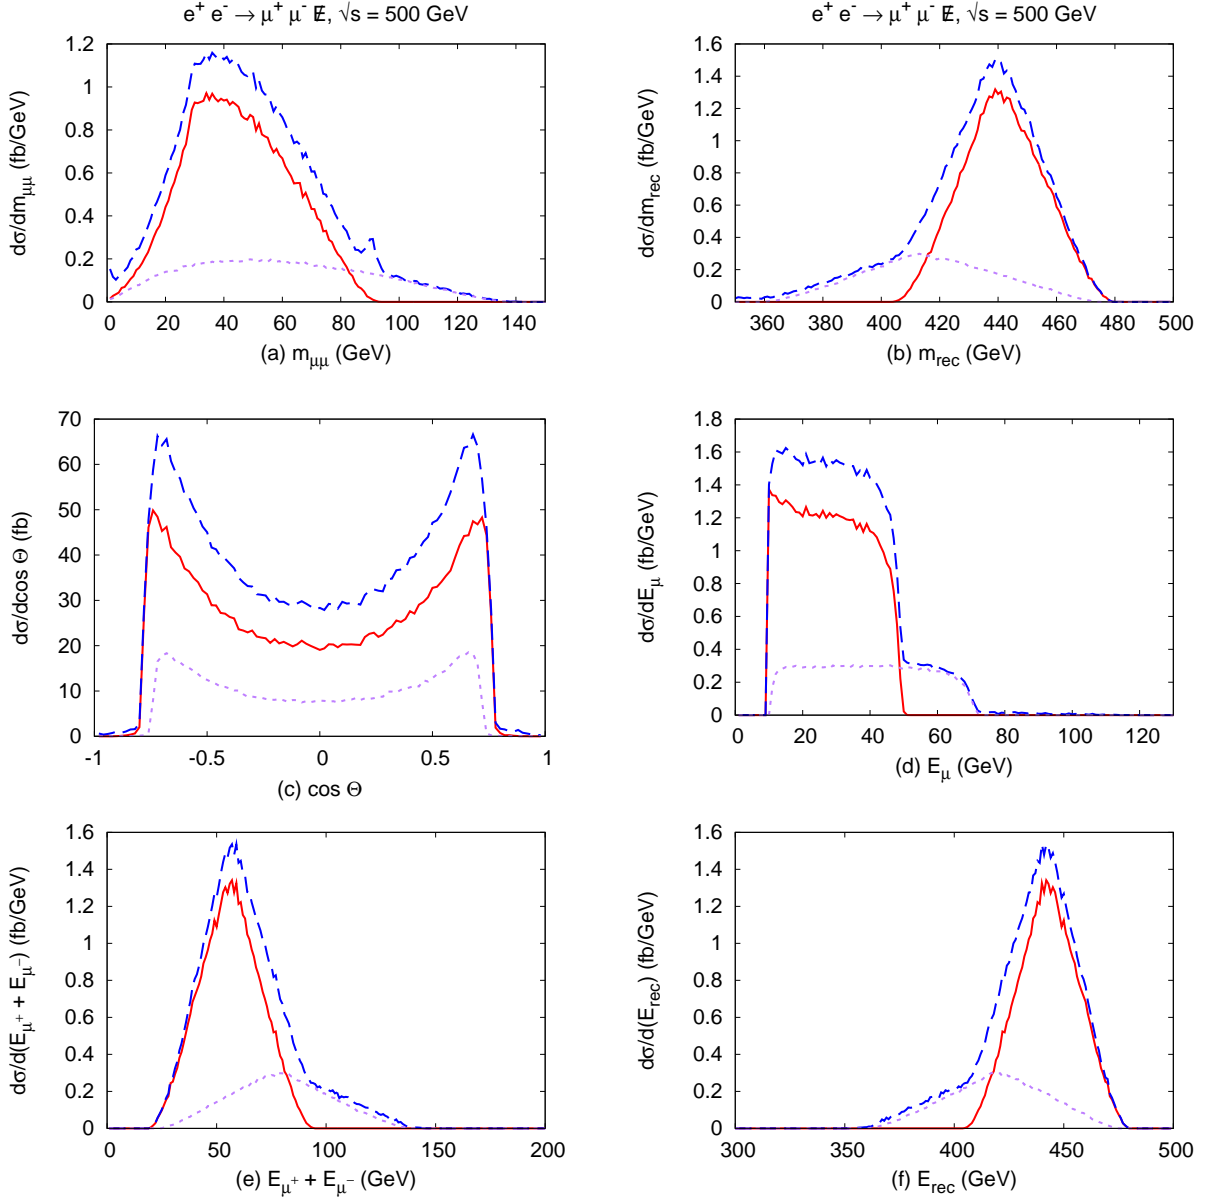 e⁺ e⁻ → μ⁺ μ⁻ E̸, √s = 500 GeV
e⁺ e⁻ → μ⁺ μ⁻ E̸, √s = 500 GeV
dσ/dm_μμ (fb/GeV)
1.2
1
0.8
0.6
0.4
0.2
0
0 20 40 60 80 100 120 140
(a) m_μμ (GeV)
dσ/dm_rec (fb/GeV)
1.6
1.4
1.2
1
0.8
0.6
0.4
0.2
0
360 380 400 420 440 460 480 500
(b) m_rec (GeV)
dσ/dcos Θ (fb)
70
60
50
40
30
20
10
0
-1 -0.5 0 0.5 1
(c) cos Θ
dσ/dE_μ (fb/GeV)
1.8
1.6
1.4
1.2
1
0.8
0.6
0.4
0.2
0
0 20 40 60 80 100 120
(d) E_μ (GeV)
dσ/d(E_μ⁺ + E_μ⁻) (fb/GeV)
1.6
1.4
1.2
1
0.8
0.6
0.4
0.2
0
0 50 100 150 200
(e) E_μ⁺ + E_μ⁻ (GeV)
dσ/d(E_rec) (fb/GeV)
1.6
1.4
1.2
1
0.8
0.6
0.4
0.2
0
300 350 400 450 500
(f) E_rec (GeV)